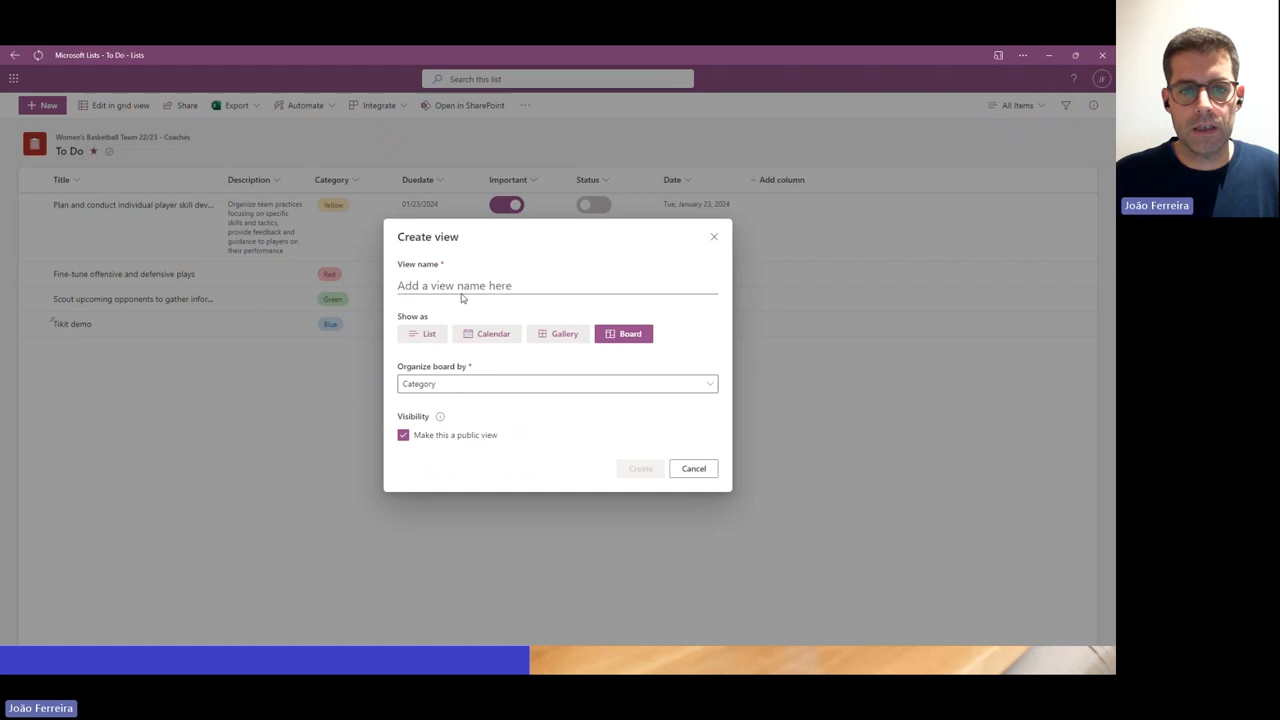 Microsoft Lists - To Do - Lists
Search this list
?
JF
New
Edit in grid view
Share
Export
Automate
Integrate
Open in SharePoint
All Items
Women's Basketball Team 22/23 - Coaches
To Do
Title
Description
Category
Duedate
Important
Status
Date
+ Add column
Plan and conduct individual player skill dev...
Organize team practices
focusing on specific
skills and tactics,
provide feedback and
guidance to players on
their performance
Yellow
01/23/2024
Tue, January 23, 2024
Fine-tune offensive and defensive plays
Red
Scout upcoming opponents to gather infor...
Green
Tikit demo
Blue
Create view
View name *
Add a view name here
Show as
List
Calendar
Gallery
Board
Organize board by *
Category
Visibility
Make this a public view
Create
Cancel
João Ferreira
João Ferreira